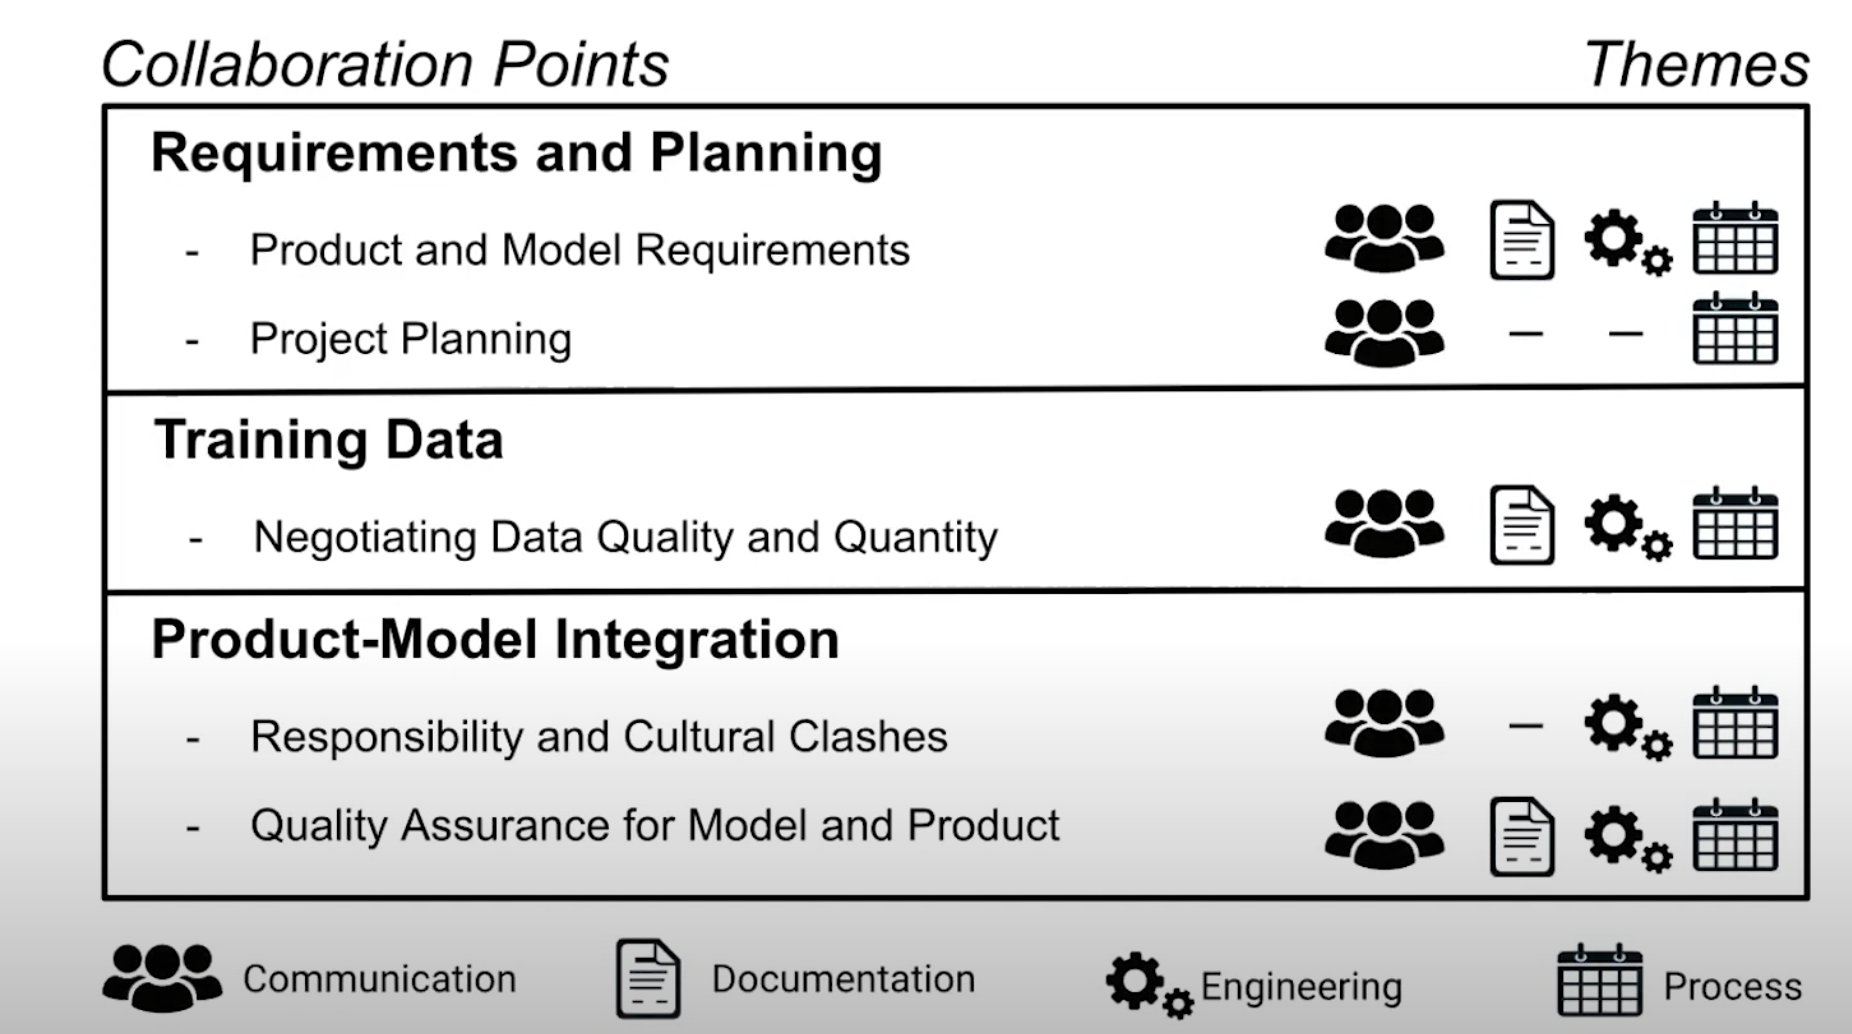 Collaboration Points Themes
Requirements and Planning
- Product and Model Requirements
- Project Planning – –
Training Data
- Negotiating Data Quality and Quantity
Product-Model Integration
- Responsibility and Cultural Clashes –
- Quality Assurance for Model and Product
Communication Documentation Engineering Process